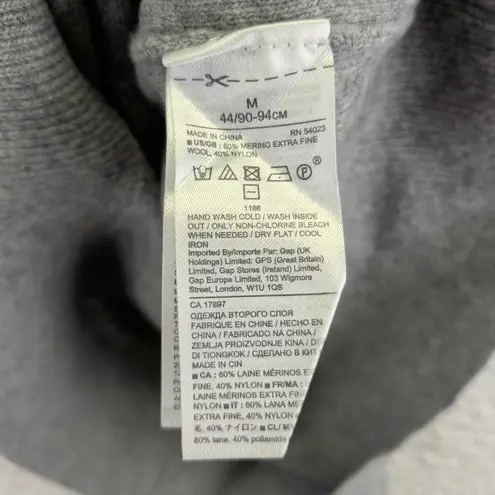 M
44/90-94CM
MADE IN CHINA RN 54023
■ US/GB : 60% MERINO EXTRA FINE
WOOL, 40% NYLON
®
1166
HAND WASH COLD / WASH INSIDE
OUT / ONLY NON-CHLORINE BLEACH
WHEN NEEDED / DRY FLAT / COOL
IRON
Imported By/Importe Par: Gap (UK
Holdings) Limited: GPS (Great Britain)
Limited, Gap Stores (Ireland) Limited,
Gap Europe Limited, 103 Wigmore
Street, London, W1U 1QS
CA 17897
ОДЕЖДА ВТОРОГО СЛОЯ
FABRIQUE EN CHINE / HECHO EN
CHINA / FABRICADO NA CHINA /
ZEMLJA PROIZVODNJE KINA /
DI TIONGKOK / СДЕЛАНО В
MADE IN CIN
■ CA : 60% LAINE MÉRINOS
FINE, 40% NYLON ■ FR/MA :
LAINE MÉRINOS EXTRA FINE
NYLON ■ IT : 60% LANA
EXTRA FINE, 40% NYLON
毛, 40% ナイロン ■ CL/
60% lana, 40% poliamida